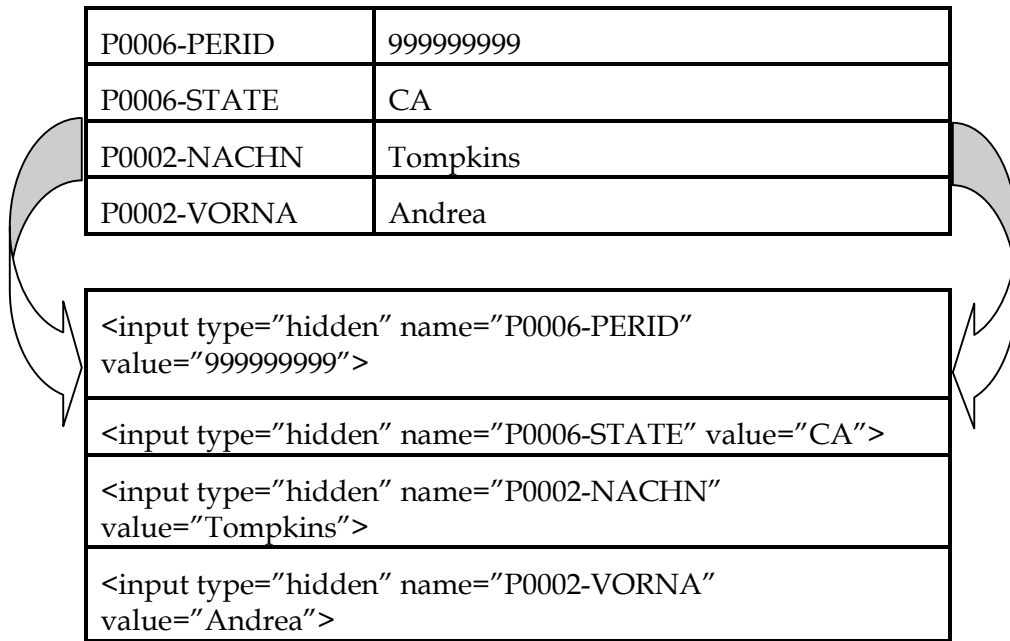 P0006-PERID 999999999
P0006-STATE CA
P0002-NACHN Tompkins
P0002-VORNA Andrea
<input type=”hidden” name=”P0006-PERID”
value=”999999999”>
<input type=”hidden” name=”P0006-STATE” value=”CA”>
<input type=”hidden” name=”P0002-NACHN”
value=”Tompkins”>
<input type=”hidden” name=”P0002-VORNA”
value=”Andrea”>